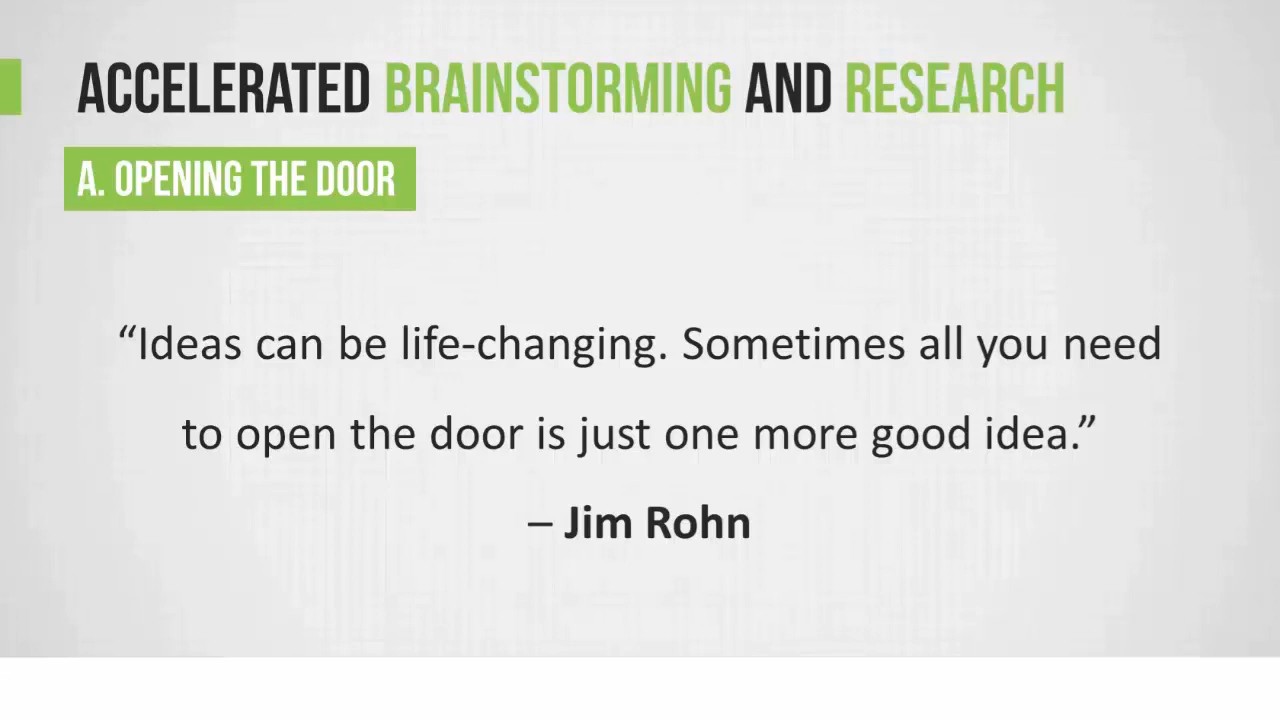 ACCELERATED BRAINSTORMING AND RESEARCH
A. OPENING THE DOOR
“Ideas can be life-changing. Sometimes all you need
to open the door is just one more good idea.”
– Jim Rohn